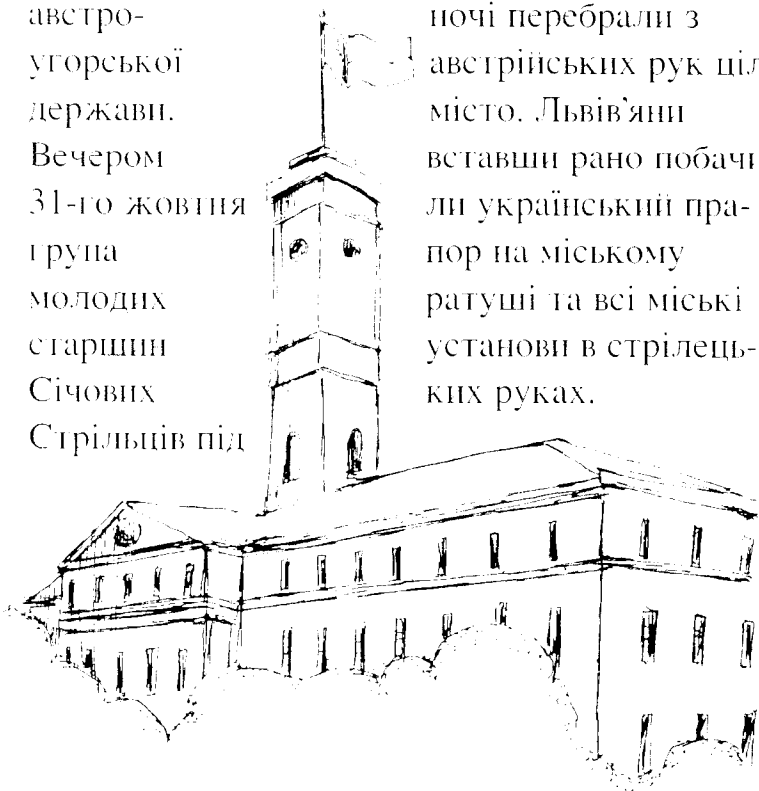 австро-
угорської
держави.
Вечером
31-го жовтня
група
молодих
старшин
Січових
Стрільців під
ночі перебрали з
австрійських рук ціл
місто. Львів’яни
вставши рано побачи
ли український пра-
пор на міському
ратуші та всі міські
установи в стрілець-
ких руках.